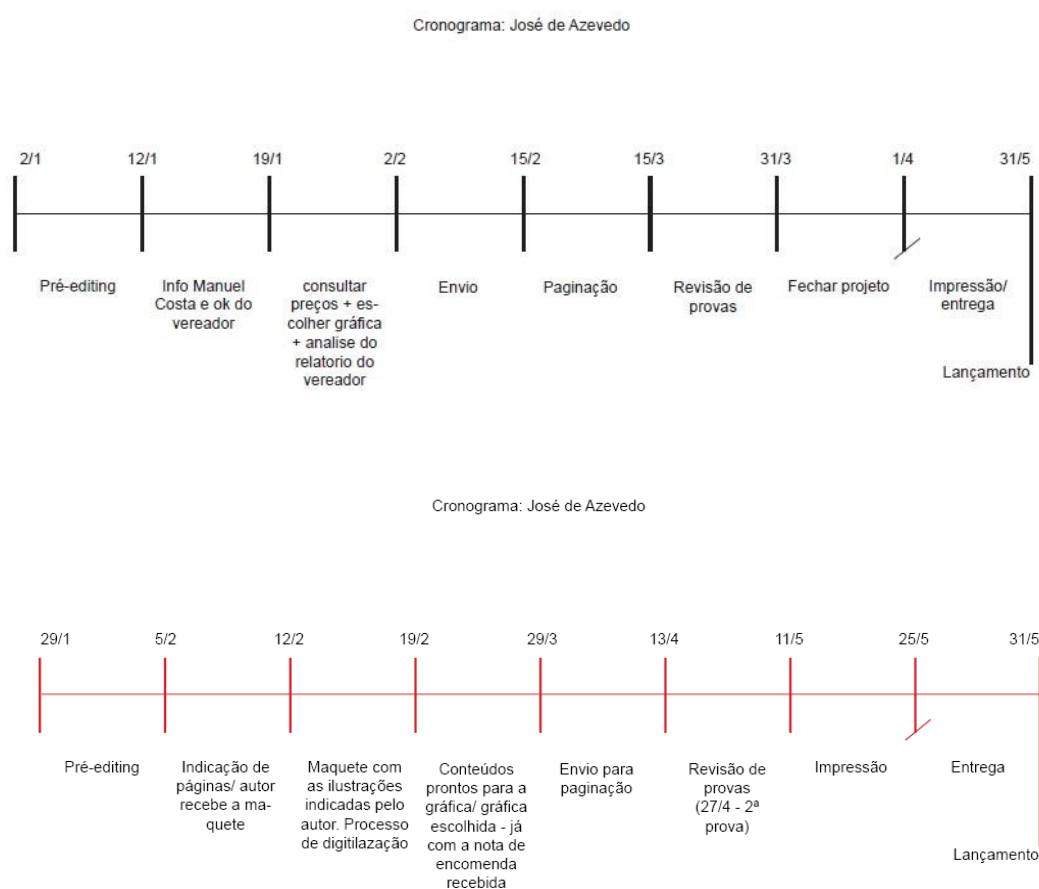 Cronograma: José de Azevedo
2/1 12/1 19/1 2/2 15/2 15/3 31/3 1/4 31/5
Pré-editing
Info Manuel
Costa e ok do
vereador
consultar
preços + es-
colher gráfica
+ analise do
relatorio do
vereador
Envio
Paginação
Revisão de
provas
Fechar projeto
Impressão/
entrega
Lançamento
Cronograma: José de Azevedo
29/1 5/2 12/2 19/2 29/3 13/4 11/5 25/5 31/5
Pré-editing
Indicação de
páginas/ autor
recebe a ma-
quete
Maquete com
as ilustrações
indicadas pelo
autor. Processo
de digitilazação
Conteúdos
prontos para a
gráfica/ gráfica
escolhida - já
com a nota de
encomenda
recebida
Envio para
paginação
Revisão de
provas
(27/4 - 2ª
prova)
Impressão
Entrega
Lançamento